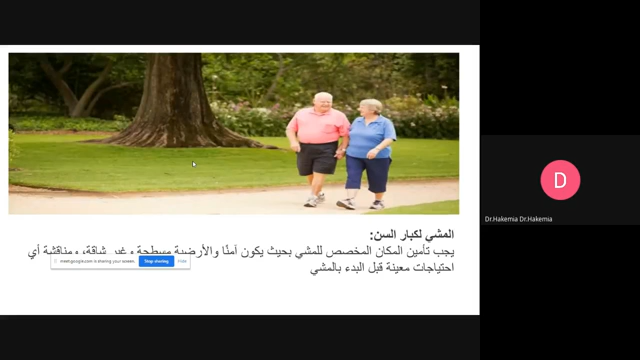 المشي لكبار السن:
يجب تأمين المكان المخصص للمشي بحيث يكون آمنًا والأرضية مسطحة وغير شاقة، ومناقشة أي
احتياجات معينة قبل البدء بالمشي
meet.google.com is sharing your screen.
Stop sharing
Hide
D
Dr.Hakemia Dr.Hakemia